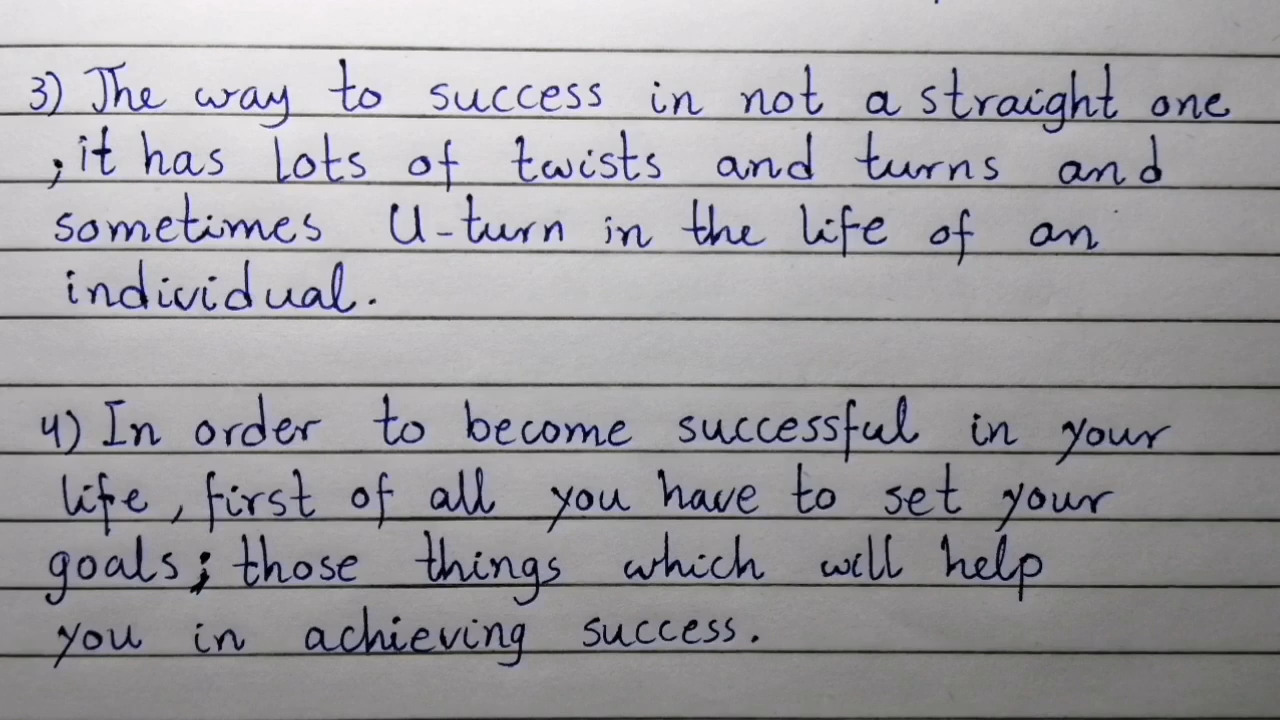 3) The way to success in not a straight one
; it has lots of twists and turns and
sometimes U-turn in the life of an
individual.
4) In order to become successful in your
life, first of all you have to set your
goals; those things which will help
you in achieving success.